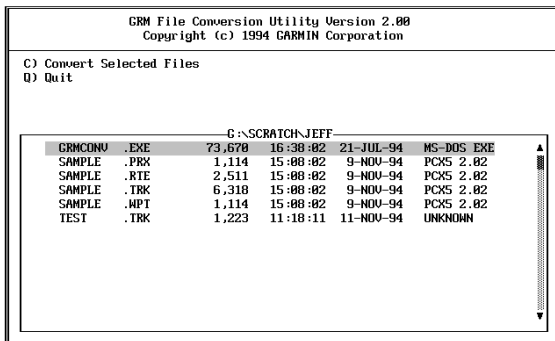 GRM File Conversion Utility Version 2.00
Copyright (c) 1994 GARMIN Corporation
C) Convert Selected Files
Q) Quit
G:\SCRATCH\JEFF
GRMCONV .EXE 73,670 16:38:02 21-JUL-94 MS-DOS EXE
SAMPLE .PRX 1,114 15:08:02 9-NOV-94 PCX5 2.02
SAMPLE .RTE 2,511 15:08:02 9-NOV-94 PCX5 2.02
SAMPLE .TRK 6,318 15:08:02 9-NOV-94 PCX5 2.02
SAMPLE .WPT 1,114 15:08:02 9-NOV-94 PCX5 2.02
TEST .TRK 1,223 11:18:11 11-NOV-94 UNKNOWN